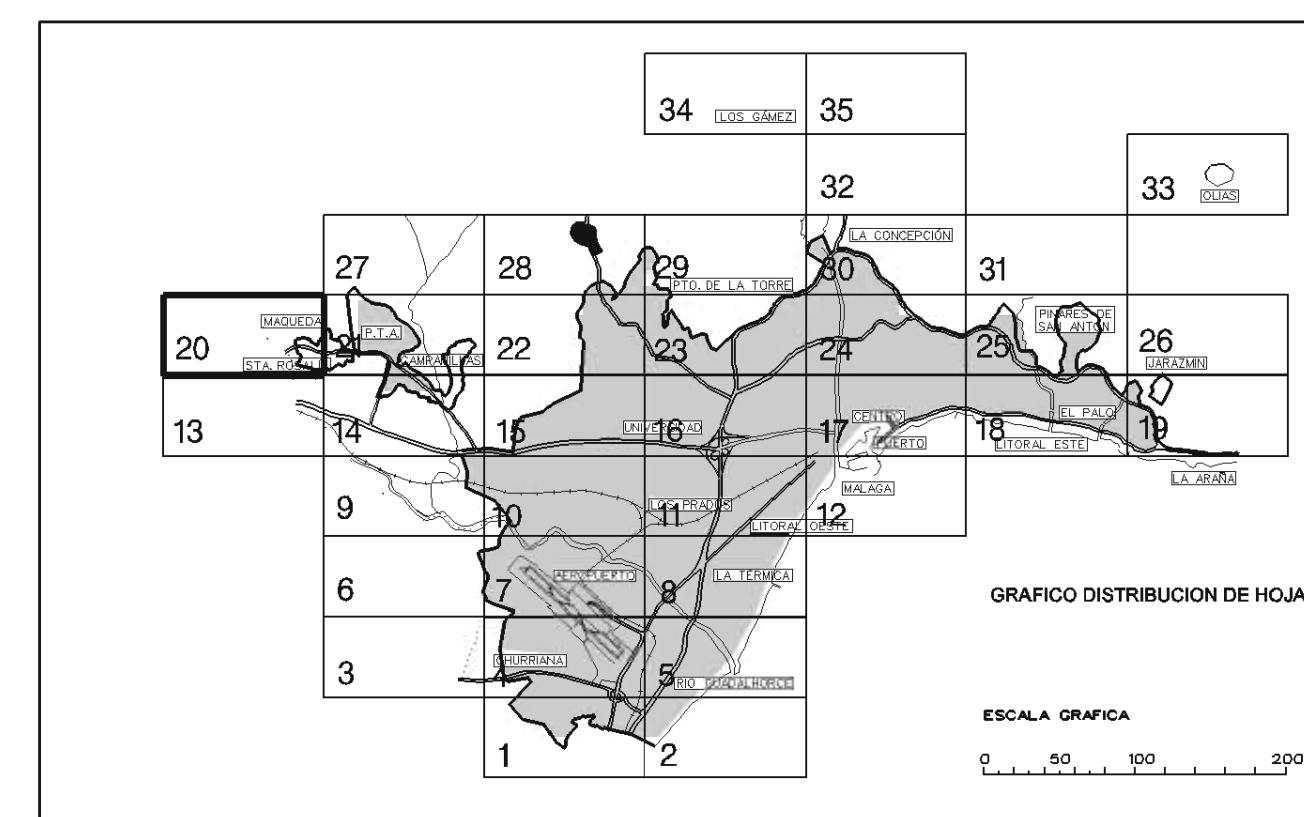 34 LOS GÁMEZ 35
32
33 OLIAS
LA CONCEPCIÓN
27 28 29 30 31
PTO. DE LA TORRE
MAQUEDA
P.T.A.
PINARES DE
SAN ANTON
20 21 22 23 24 25 26
STA. ROSALIA CAMPANILLAS
JARAZMIN
CENTRO
EL PALO
13 14 15 UNIVERSIDAD 16 17 PUERTO 18 19
LITORAL ESTE
LA ARAÑA
MALAGA
9 10 LOS PRADOS 11 12
LITORAL OESTE
6 7 AEROPUERTO 8 LA TÉRMICA
GRAFICO DISTRIBUCION DE HOJA
3 CHURRIANA 5 RIO GUADALHORCE
1 2
ESCALA GRAFICA
0 50 100 200